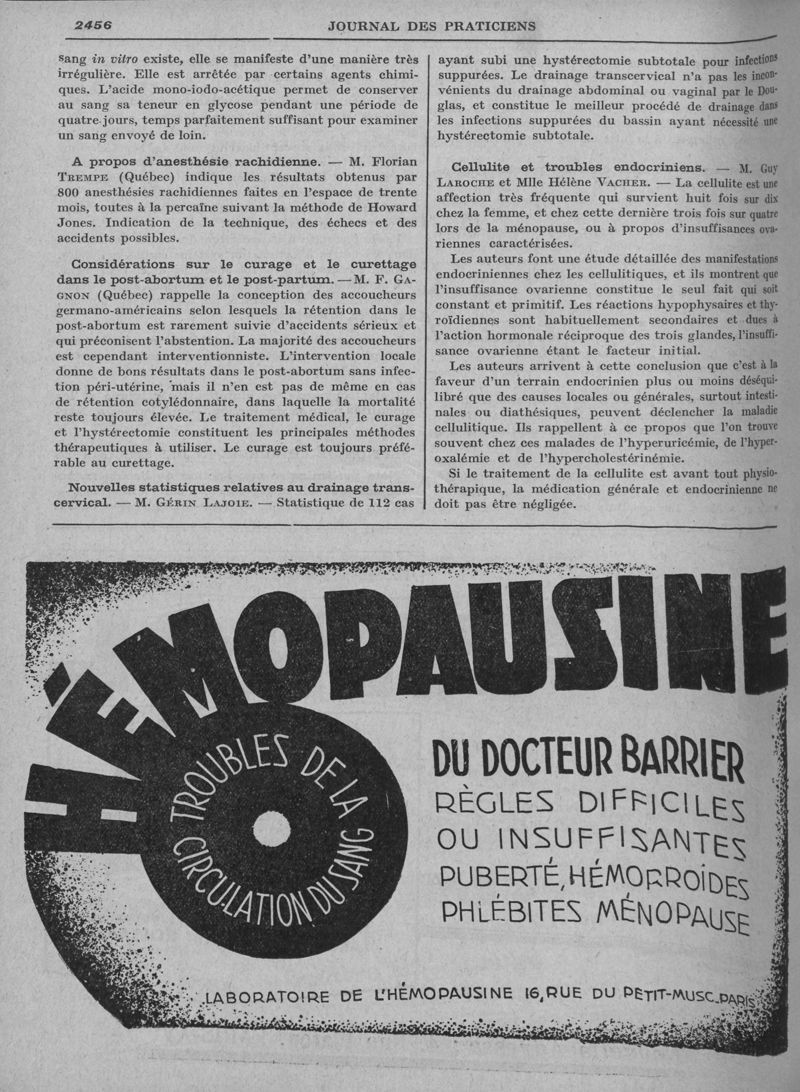 2456
JOURNAL DES PRATICIENS
sang in vitro existe, elle se manifeste d'une manière très
irrégulière. Elle est arrêtée par certains agents chimi-
ques. L'acide mono-iodo-acétique permet de conserver
au sang sa teneur en glycose pendant une période de
quatre jours, temps parfaitement suffisant pour examiner
un sang envoyé de loin.
A propos d'anesthésie rachidienne. — M. Florian
TREMPE (Québec) indique les résultats obtenus par
800 anesthésies rachidiennes faites en l'espace de trente
mois, toutes à la percaïne suivant la méthode de Howard
Jones. Indication de la technique, des échecs et des
accidents possibles.
Considérations sur le curage et le curettage
dans le post-abortum et le post-partum. — M. F. GA-
GNON (Québec) rappelle la conception des accoucheurs
germano-américains selon lesquels la rétention dans le
post-abortum est rarement suivie d'accidents sérieux et
qui préconisent l'abstention. La majorité des accoucheurs
est cependant interventionniste. L'intervention locale
donne de bons résultats dans le post-abortum sans infec-
tion péri-utérine, mais il n'en est pas de même en cas
de rétention cotylédonnaire, dans laquelle la mortalité
reste toujours élevée. Le traitement médical, le curage
et l'hystérectomie constituent les principales méthodes
thérapeutiques à utiliser. Le curage est toujours préfé-
rable au curettage.
Nouvelles statistiques relatives au drainage trans-
cervical. — M. GÉRIN LAJOIE. — Statistique de 112 cas
ayant subi une hystérectomie subtotale pour infections
suppurées. Le drainage transcervical n'a pas les incon-
vénients du drainage abdominal ou vaginal par le Dou-
glas, et constitue le meilleur procédé de drainage dans
les infections suppurées du bassin ayant nécessité une
hystérectomie subtotale.
Cellulite et troubles endocriniens. — M. Guy
LAROCHE et Mlle Hélène VACHER. — La cellulite est une
affection très fréquente qui survient huit fois sur dix
chez la femme, et chez cette dernière trois fois sur quatre
lors de la ménopause, ou à propos d'insuffisances ova-
riennes caractérisées.
Les auteurs font une étude détaillée des manifestations
endocriniennes chez les cellulitiques, et ils montrent que
l'insuffisance ovarienne constitue le seul fait qui soit
constant et primitif. Les réactions hypophysaires et thy-
roïdiennes sont habituellement secondaires et dues à
l'action hormonale réciproque des trois glandes, l'insuffi-
sance ovarienne étant le facteur initial.
Les auteurs arrivent à cette conclusion que c'est à la
faveur d'un terrain endocrinien plus ou moins déséqui-
libré que des causes locales ou générales, surtout intesti-
nales ou diathésiques, peuvent déclencher la maladie
cellulitique. Ils rappellent à ce propos que l'on trouve
souvent chez ces malades de l'hyperuricémie, de l'hyper-
oxalémie et de l'hypercholestérinémie.
Si le traitement de la cellulite est avant tout physio-
thérapique, la médication générale et endocrinienne ne
doit pas être négligée.
HÉMOPAUSINE
TROUBLES DE LA
CIRCULATION DU SANG
DU DOCTEUR BARRIER
RÈGLES DIFFICILES
OU INSUFFISANTES
PUBERTÉ, HÉMORROÏDES
PHLÉBITES MÉNOPAUSE
LABORATOIRE DE L'HÉMOPAUSINE 16, RUE DU PETIT-MUSC_PARIS